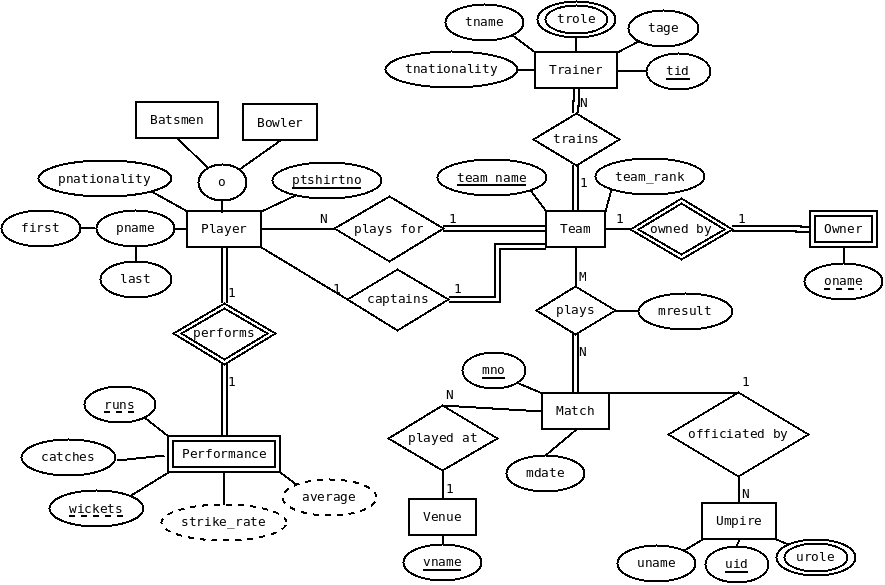 tname
trole
tage
tnationality
Trainer
tid
N
Batsmen
Bowler
trains
pnationality
o
ptshirtno
team_name
1
team_rank
first
pname
Player
N
plays for
1
Team
1
owned by
1
Owner
last
1
captains
1
M
oname
1
performs
plays
mresult
1
N
mno
1
runs
N
Match
catches
Performance
played at
officiated by
wickets
strike_rate
average
mdate
1
N
Venue
Umpire
vname
uname
uid
urole